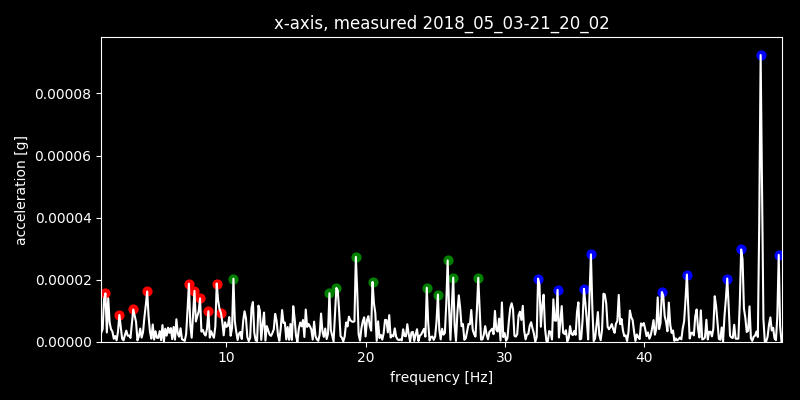 x-axis, measured 2018_05_03-21_20_02
acceleration [g]
0.00008
0.00006
0.00004
0.00002
0.00000
10 20 30 40
frequency [Hz]